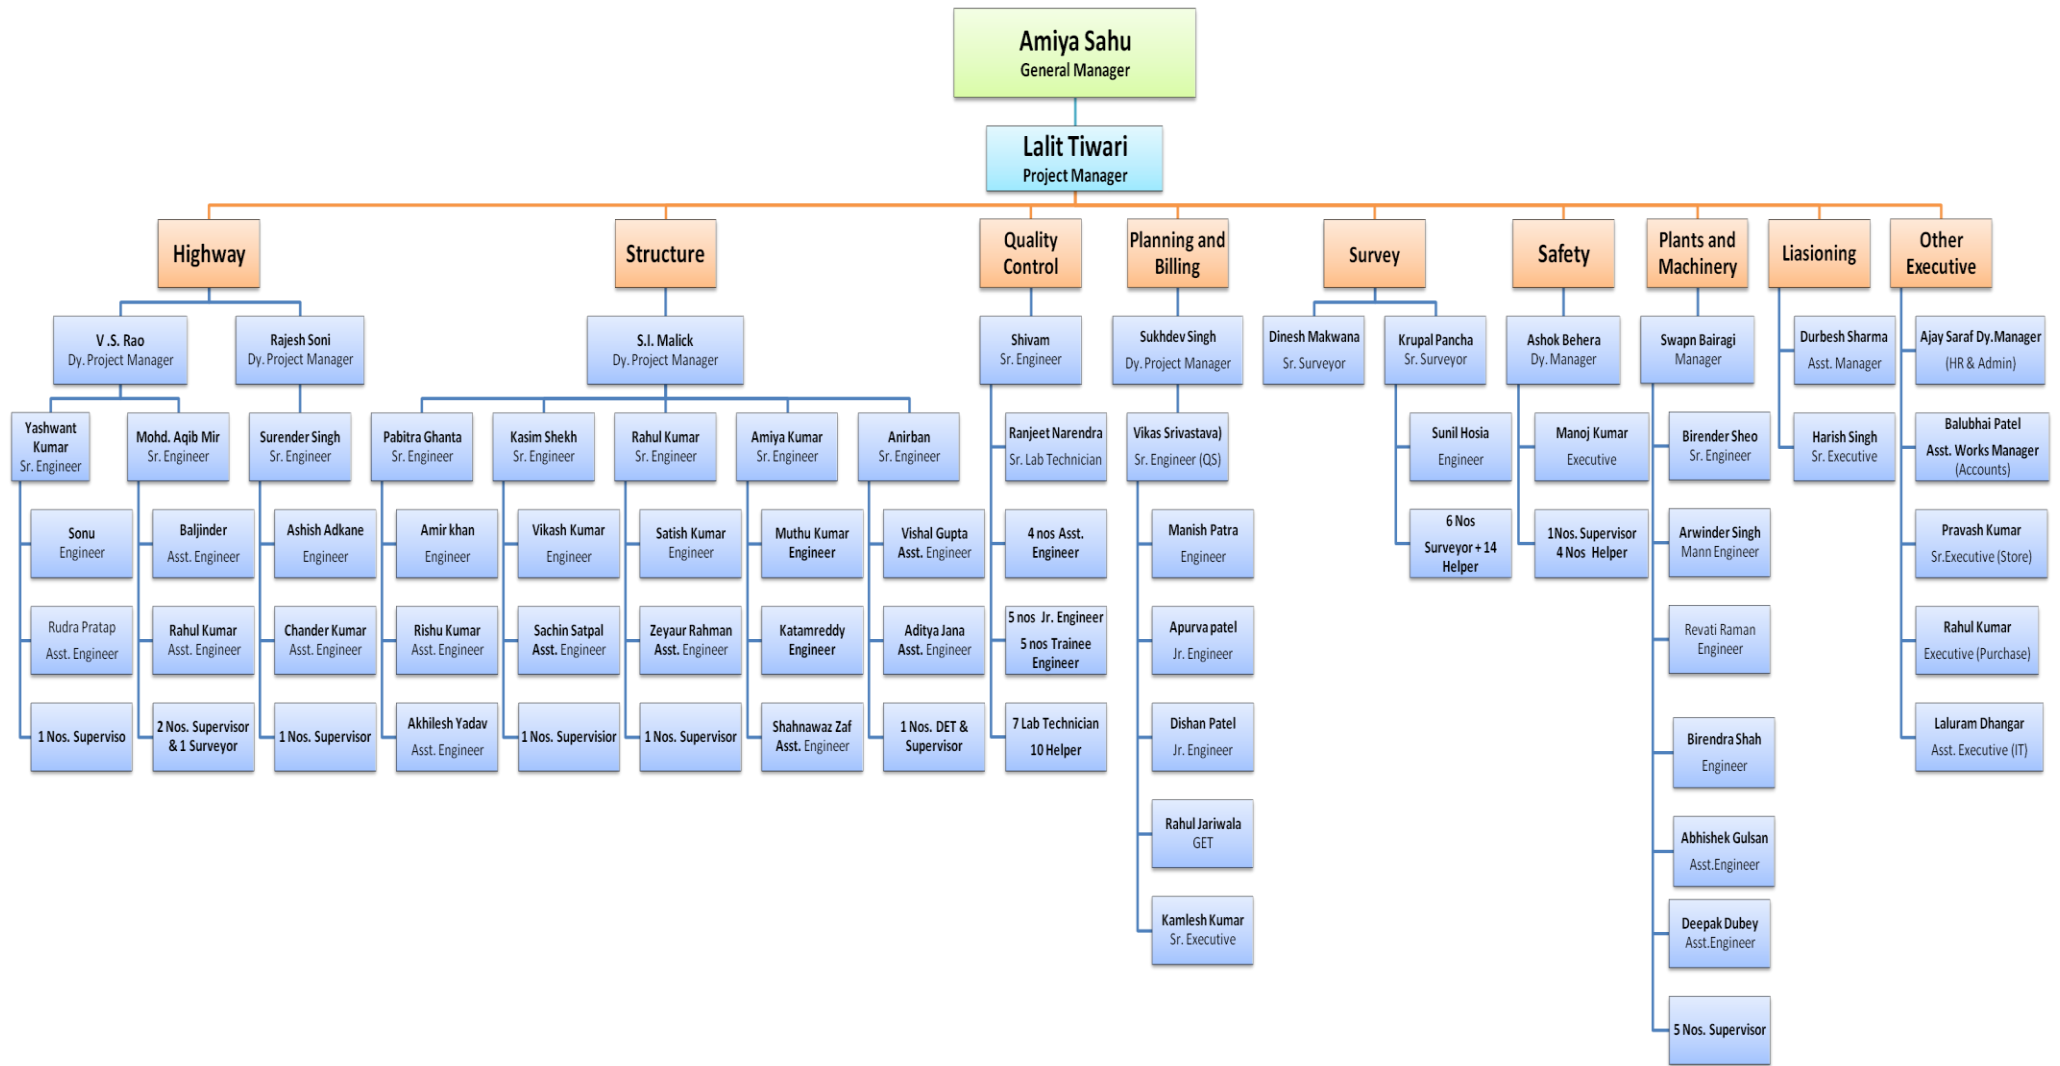 Amiya Sahu
General Manager
Lalit Tiwari
Project Manager
Highway
Structure
Quality
Control
Planning and
Billing
Survey
Safety
Plants and
Machinery
Liasioning
Other
Executive
V .S. Rao
Dy. Project Manager
Rajesh Soni
Dy. Project Manager
S.I. Malick
Dy. Project Manager
Shivam
Sr. Engineer
Sukhdev Singh
Dy. Project Manager
Dinesh Makwana
Sr. Surveyor
Krupal Pancha
Sr. Surveyor
Ashok Behera
Dy. Manager
Swapn Bairagi
Manager
Durbesh Sharma
Asst. Manager
Ajay Saraf Dy.Manager
(HR & Admin)
Yashwant
Kumar
Sr. Engineer
Mohd. Aqib Mir
Sr. Engineer
Surender Singh
Sr. Engineer
Pabitra Ghanta
Sr. Engineer
Kasim Shekh
Sr. Engineer
Rahul Kumar
Sr. Engineer
Amiya Kumar
Sr. Engineer
Anirban
Sr. Engineer
Ranjeet Narendra
Sr. Lab Technician
Vikas Srivastava)
Sr. Engineer (QS)
Sunil Hosia
Engineer
Manoj Kumar
Executive
Birender Sheo
Sr. Engineer
Harish Singh
Sr. Executive
Balubhai Patel
Asst. Works Manager
(Accounts)
Sonu
Engineer
Baljinder
Asst. Engineer
Ashish Adkane
Engineer
Amir khan
Engineer
Vikash Kumar
Engineer
Satish Kumar
Engineer
Muthu Kumar
Engineer
Vishal Gupta
Asst. Engineer
4 nos Asst.
Engineer
Manish Patra
Engineer
6 Nos
Surveyor + 14
Helper
1Nos. Supervisor
4 Nos Helper
Arwinder Singh
Mann Engineer
Pravash Kumar
Sr.Executive (Store)
Rudra Pratap
Asst. Engineer
Rahul Kumar
Asst. Engineer
Chander Kumar
Asst. Engineer
Rishu Kumar
Asst. Engineer
Sachin Satpal
Asst. Engineer
Zeyaur Rahman
Asst. Engineer
Katamreddy
Engineer
Aditya Jana
Asst. Engineer
5 nos Jr. Engineer
5 nos Trainee
Engineer
Apurva patel
Jr. Engineer
Revati Raman
Engineer
Rahul Kumar
Executive (Purchase)
1 Nos. Superviso
2 Nos. Supervisor
& 1 Surveyor
1 Nos. Supervisor
Akhilesh Yadav
Asst. Engineer
1 Nos. Supervisior
1 Nos. Supervisor
Shahnawaz Zaf
Asst. Engineer
1 Nos. DET &
Supervisor
7 Lab Technician
10 Helper
Dishan Patel
Jr. Engineer
Birendra Shah
Engineer
Laluram Dhangar
Asst. Executive (IT)
Rahul Jariwala
GET
Abhishek Gulsan
Asst.Engineer
Kamlesh Kumar
Sr. Executive
Deepak Dubey
Asst.Engineer
5 Nos. Supervisor